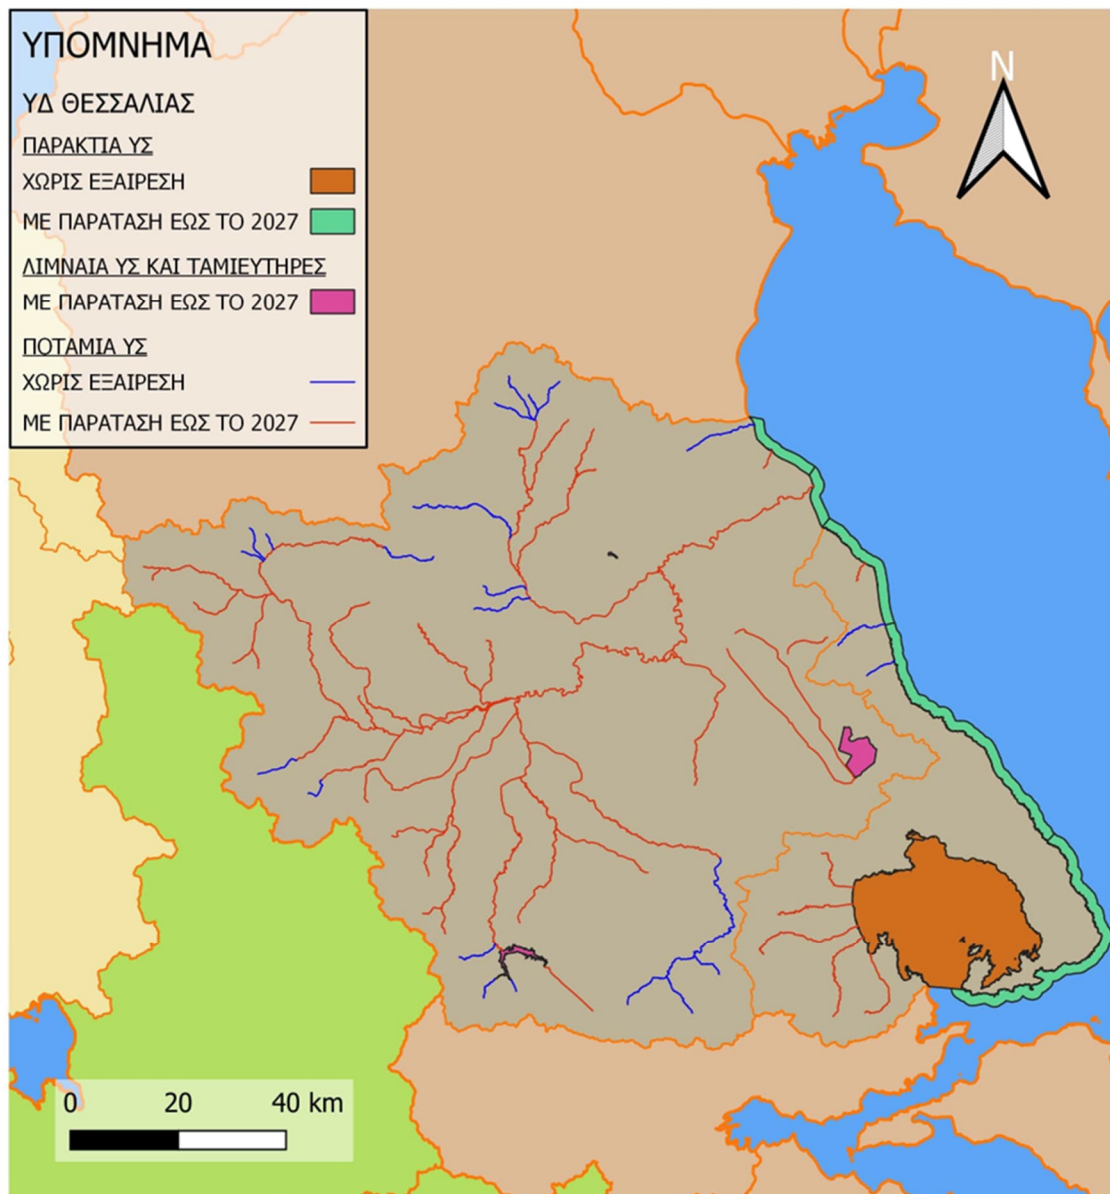 ΥΠΟΜΝΗΜΑ
ΥΔ ΘΕΣΣΑΛΙΑΣ
ΠΑΡΑΚΤΙΑ ΥΣ
ΧΩΡΙΣ ΕΞΑΙΡΕΣΗ
ΜΕ ΠΑΡΑΤΑΣΗ ΕΩΣ ΤΟ 2027
ΛΙΜΝΑΙΑ ΥΣ ΚΑΙ ΤΑΜΙΕΥΤΗΡΕΣ
ΜΕ ΠΑΡΑΤΑΣΗ ΕΩΣ ΤΟ 2027
ΠΟΤΑΜΙΑ ΥΣ
ΧΩΡΙΣ ΕΞΑΙΡΕΣΗ
ΜΕ ΠΑΡΑΤΑΣΗ ΕΩΣ ΤΟ 2027
N
0 20 40 km